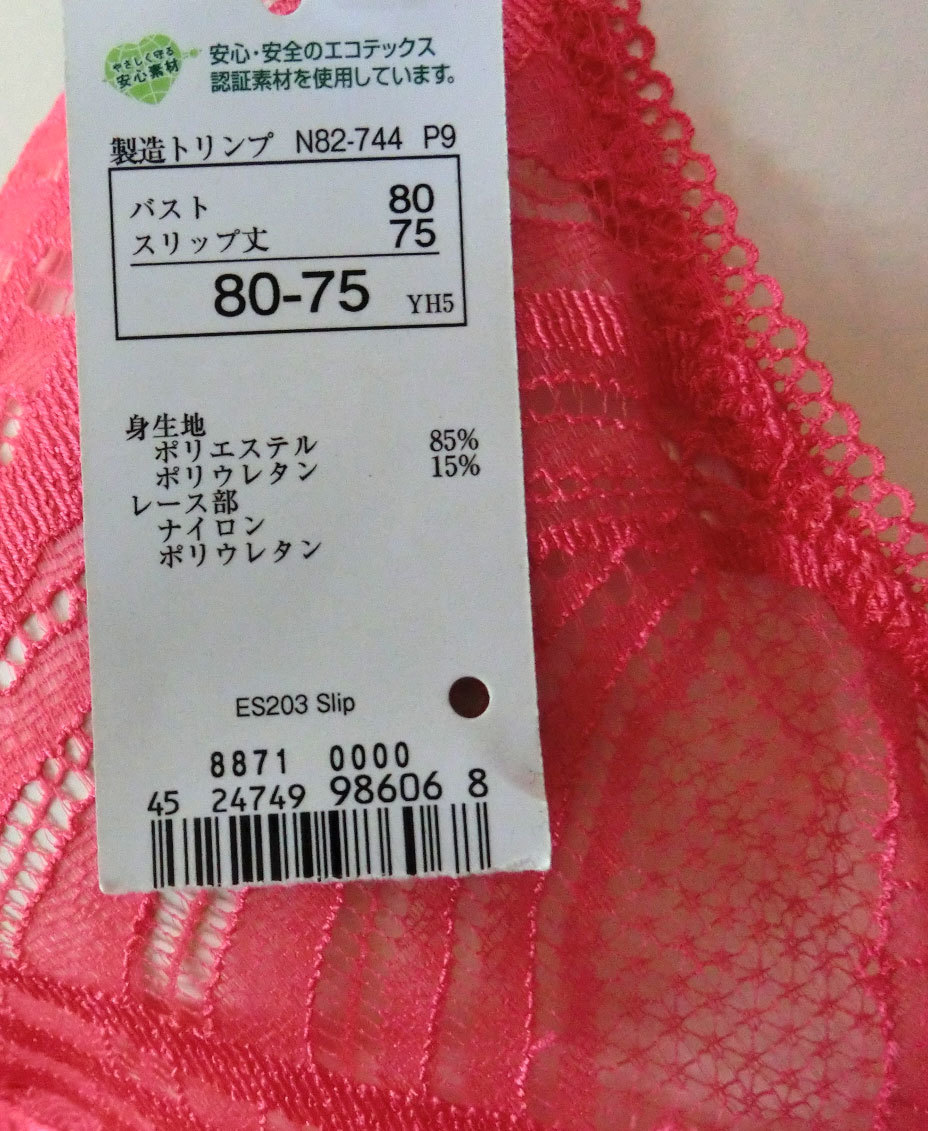 やさしく守る
安心素材
安心・安全のエコテックス
認証素材を使用しています。
製造トリンプ N82-744 P9
バスト 80
スリップ丈 75
80-75 YH5
身生地
ポリエステル 85%
ポリウレタン 15%
レース部
ナイロン
ポリウレタン
ES203 Slip
8871 0000
45 24749 98606 8